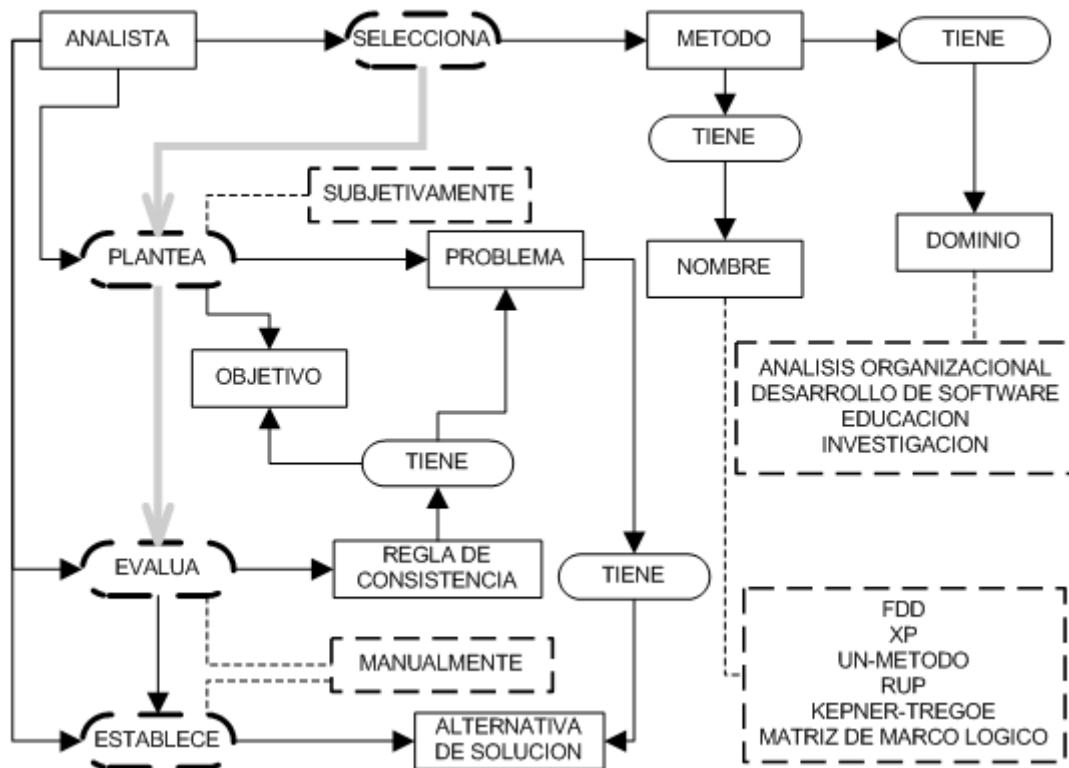 ANALISTA
SELECCIONA
METODO
TIENE
TIENE
SUBJETIVAMENTE
PLANTEA
PROBLEMA
NOMBRE
DOMINIO
OBJETIVO
ANALISIS ORGANIZACIONAL
DESARROLLO DE SOFTWARE
EDUCACION
INVESTIGACION
TIENE
EVALUA
REGLA DE
CONSISTENCIA
TIENE
MANUALMENTE
FDD
XP
UN-METODO
RUP
KEPNER-TREGOE
MATRIZ DE MARCO LOGICO
ESTABLECE
ALTERNATIVA
DE SOLUCION